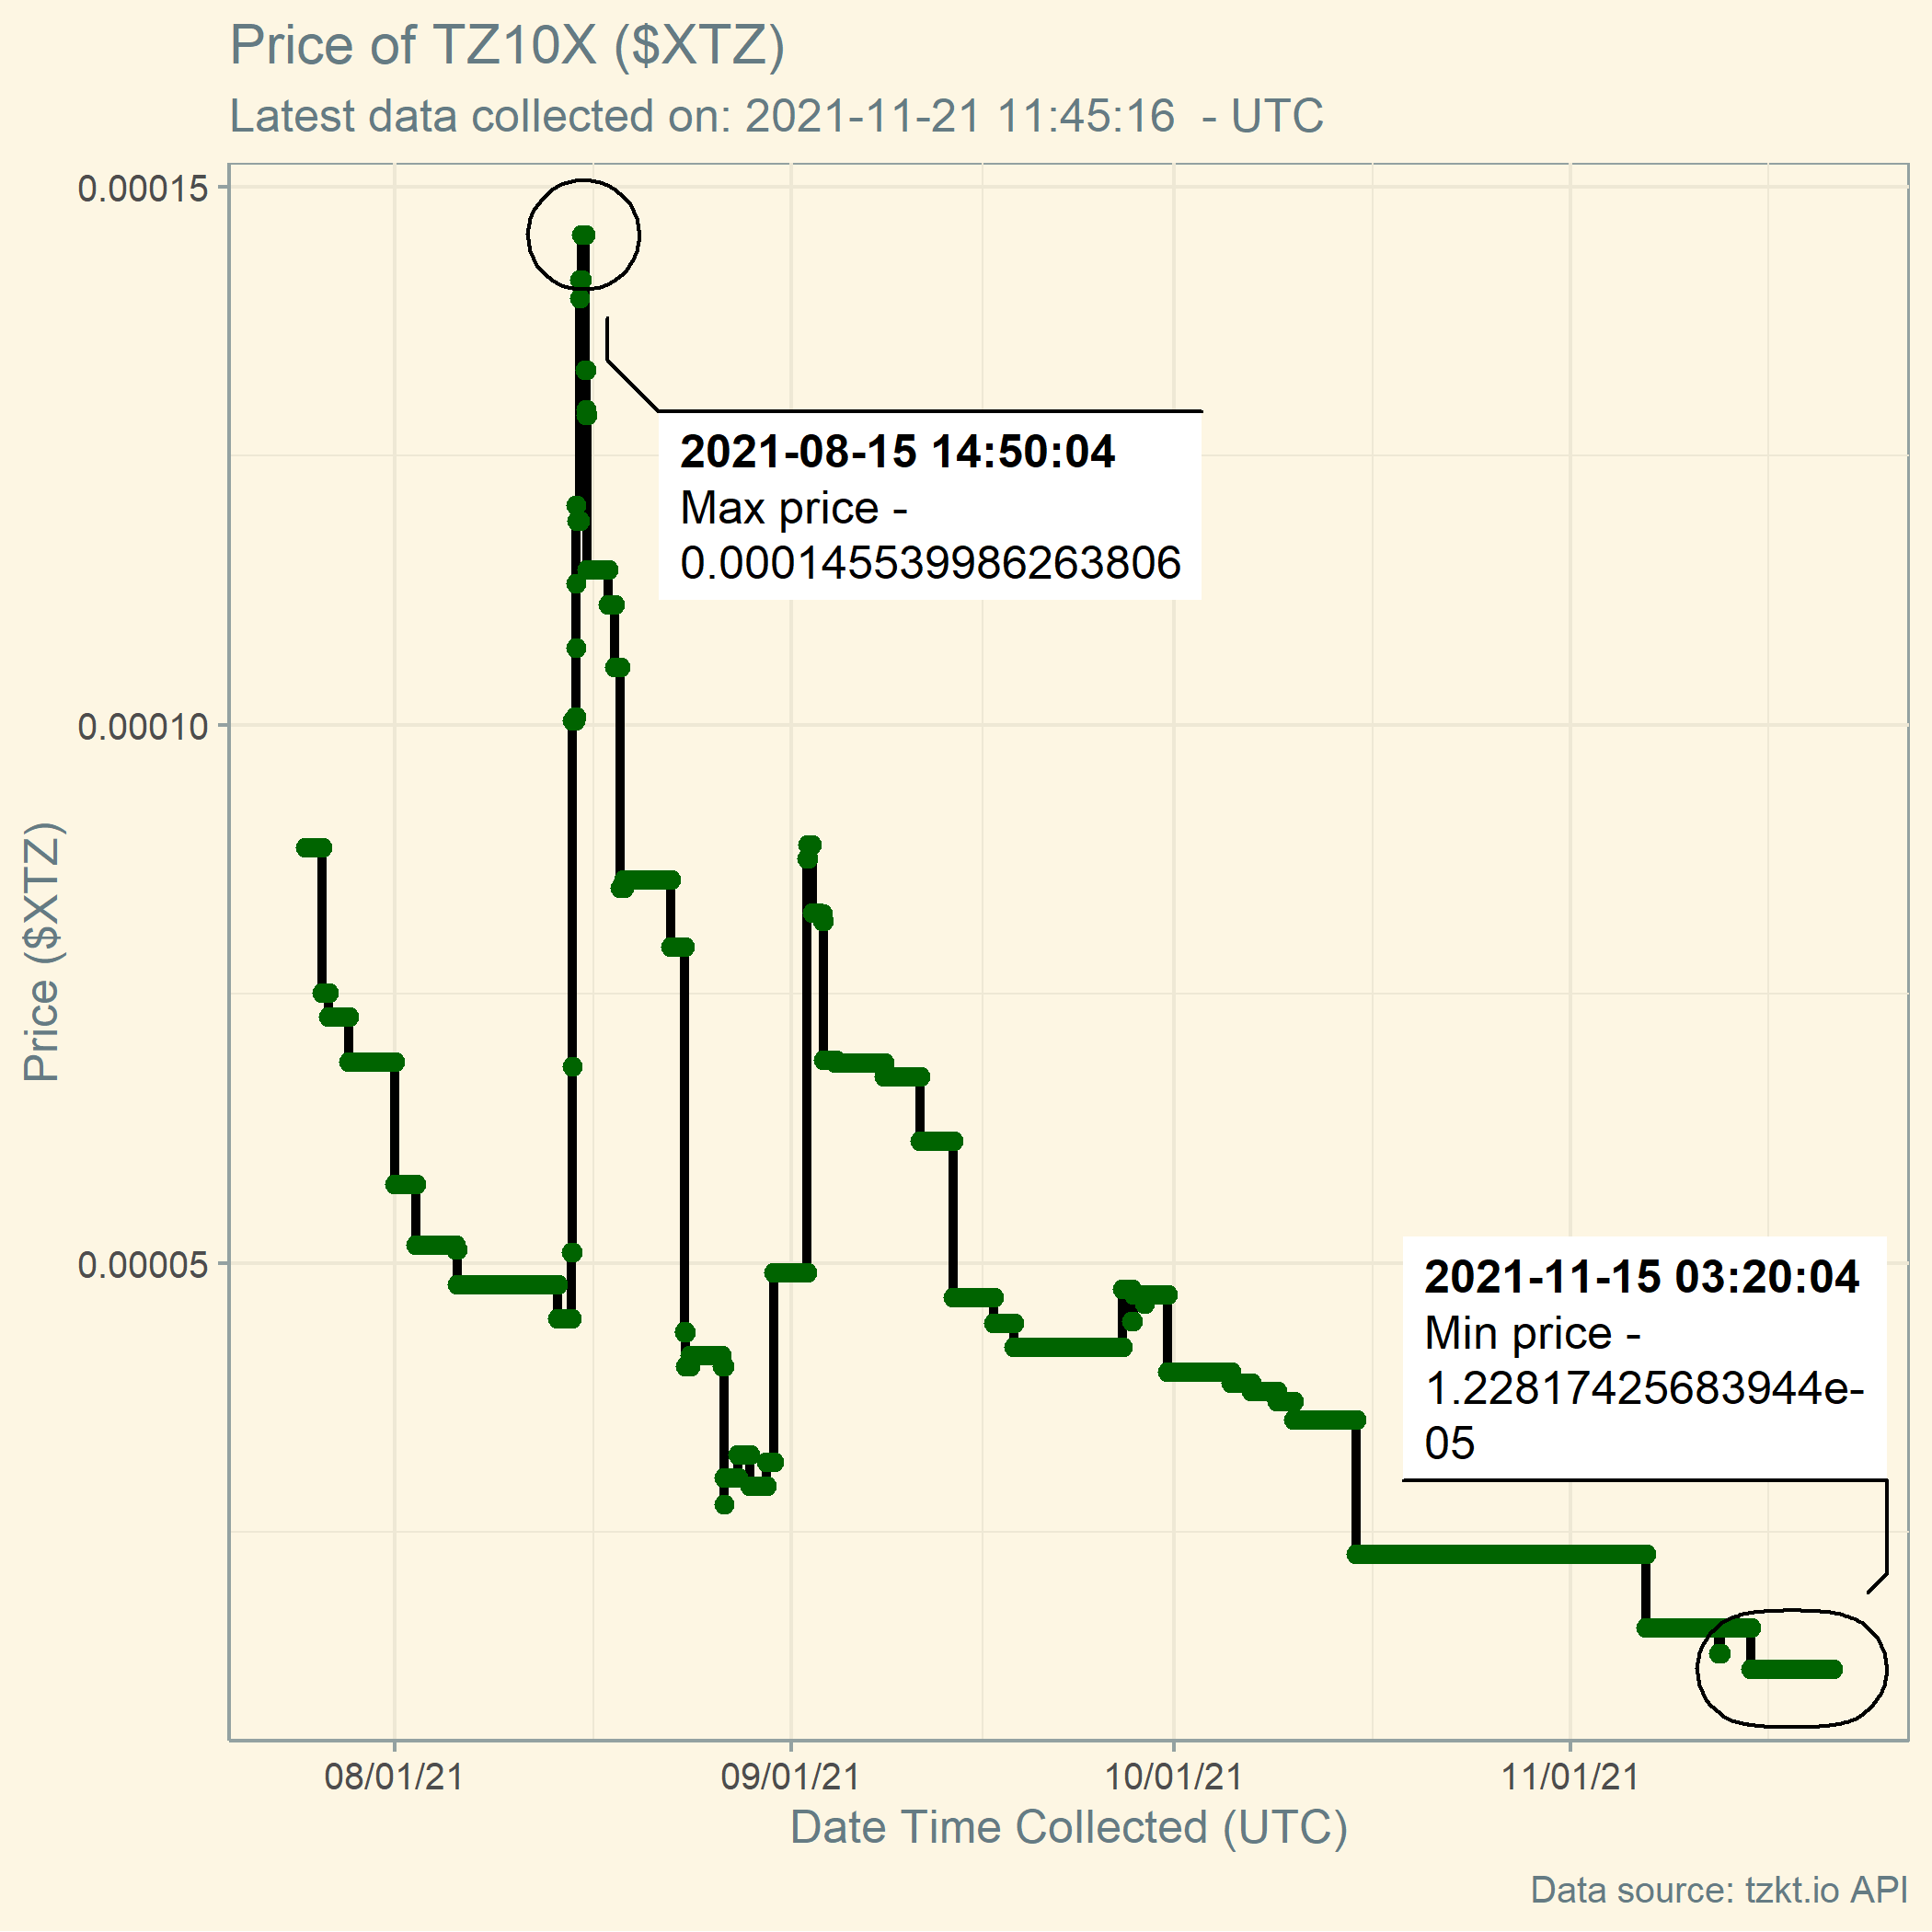 Price of TZ10X ($XTZ)
Latest data collected on: 2021-11-21 11:45:16  - UTC
0.00015
0.00010
0.00005
Price ($XTZ)
2021-08-15 14:50:04
Max price -
0.000145539986263806
2021-11-15 03:20:04
Min price -
1.22817425683944e-
05
08/01/21
09/01/21
10/01/21
11/01/21
Date Time Collected (UTC)
Data source: tzkt.io API